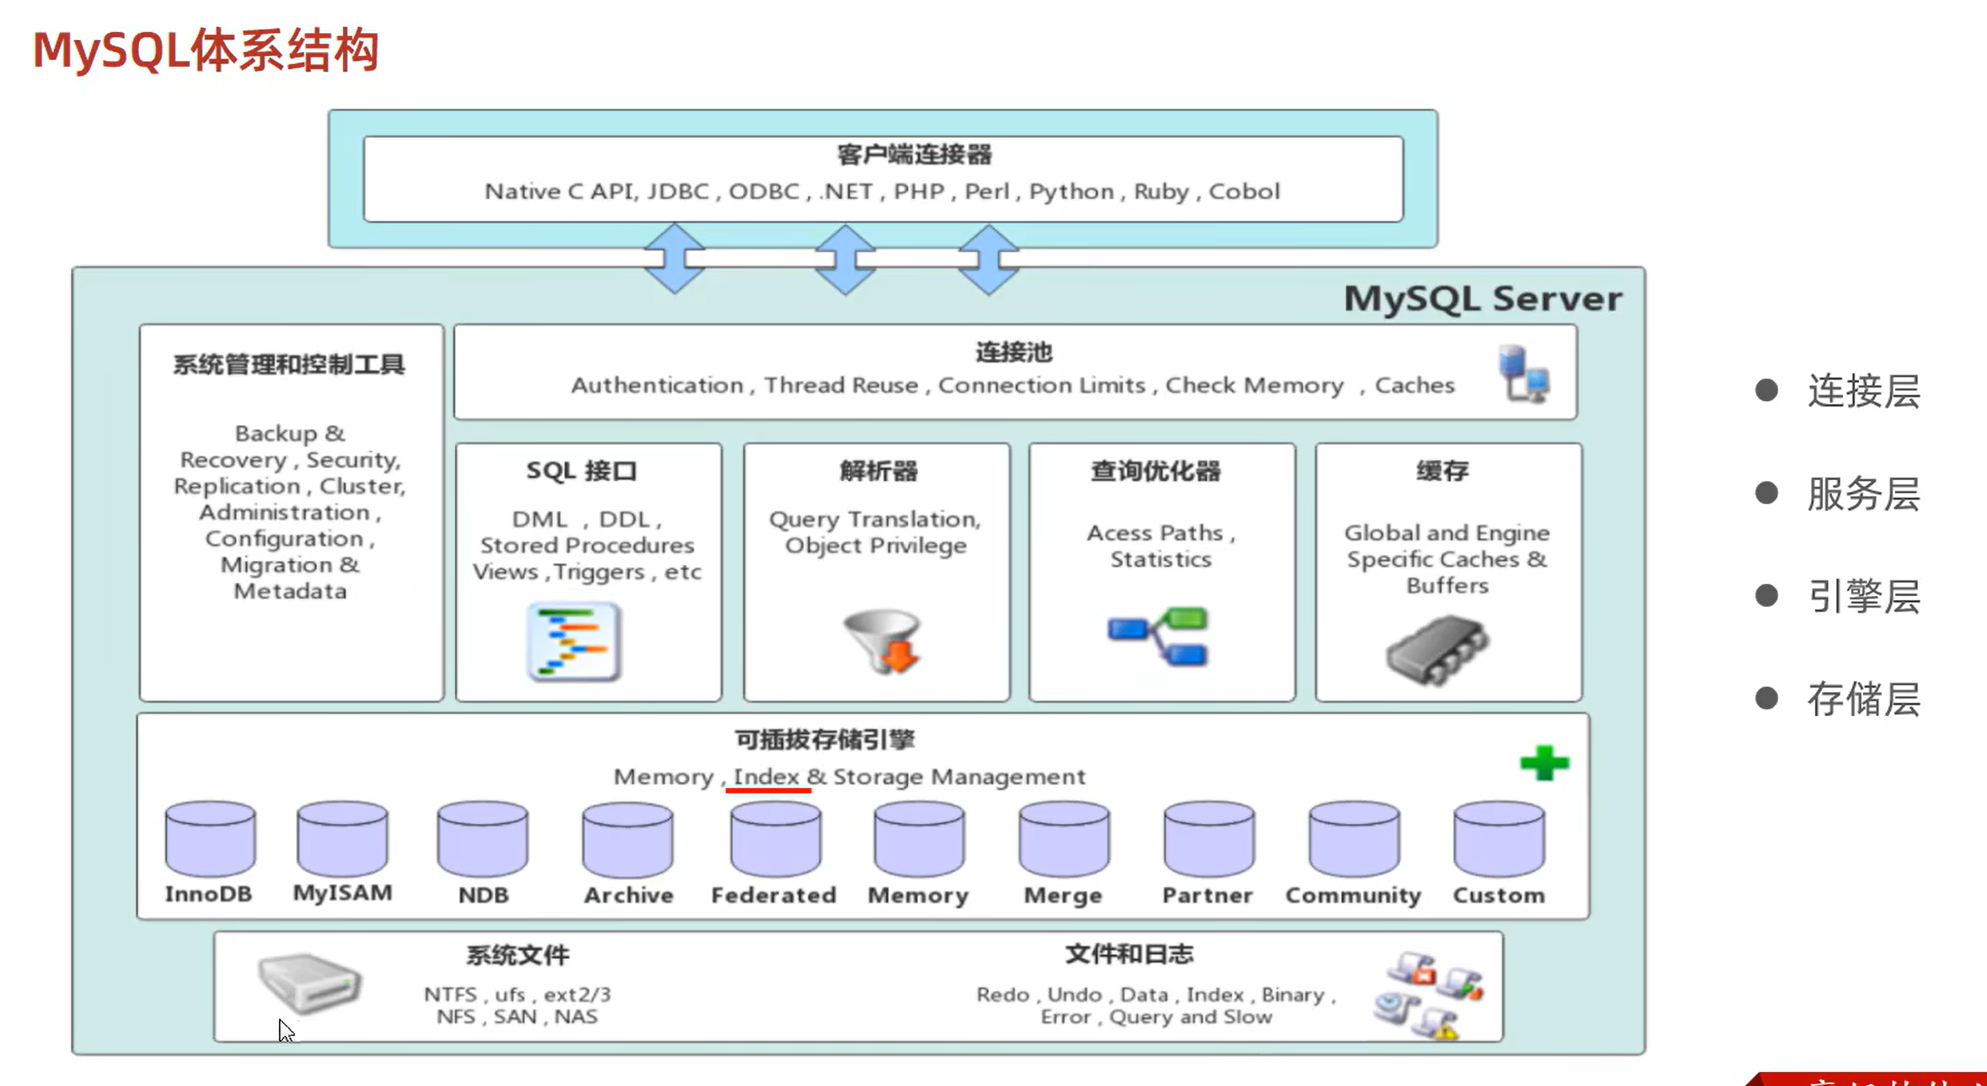 MySQL体系结构
客户端连接器
Native C API, JDBC , ODBC , .NET , PHP , Perl , Python , Ruby , Cobol
MySQL Server
系统管理和控制工具
Backup &
Recovery , Security,
Replication , Cluster,
Administration ,
Configuration ,
Migration &
Metadata
连接池
Authentication , Thread Reuse , Connection Limits , Check Memory , Caches
SQL 接口
DML , DDL ,
Stored Procedures
Views ,Triggers , etc
解析器
Query Translation,
Object Privilege
查询优化器
Acess Paths ,
Statistics
缓存
Global and Engine
Specific Caches &
Buffers
可插拔存储引擎
Memory , Index & Storage Management
InnoDB
MyISAM
NDB
Archive
Federated
Memory
Merge
Partner
Community
Custom
系统文件
NTFS , ufs , ext2/3
NFS , SAN , NAS
文件和日志
Redo , Undo , Data , Index , Binary ,
Error , Query and Slow
连接层
服务层
引擎层
存储层